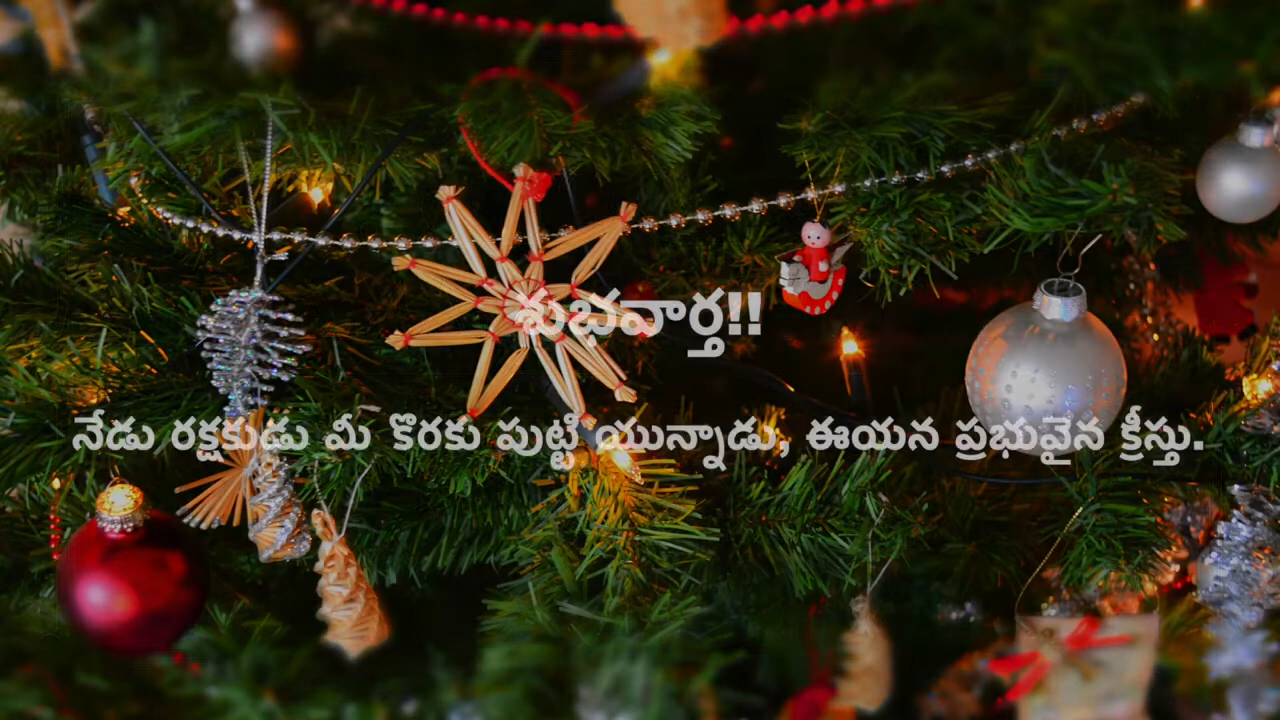 శుభవార్త!!
నేడు రక్షకుడు మీ కొరకు పుట్టి యున్నాడు, ఈయన ప్రభువైన క్రీస్తు.